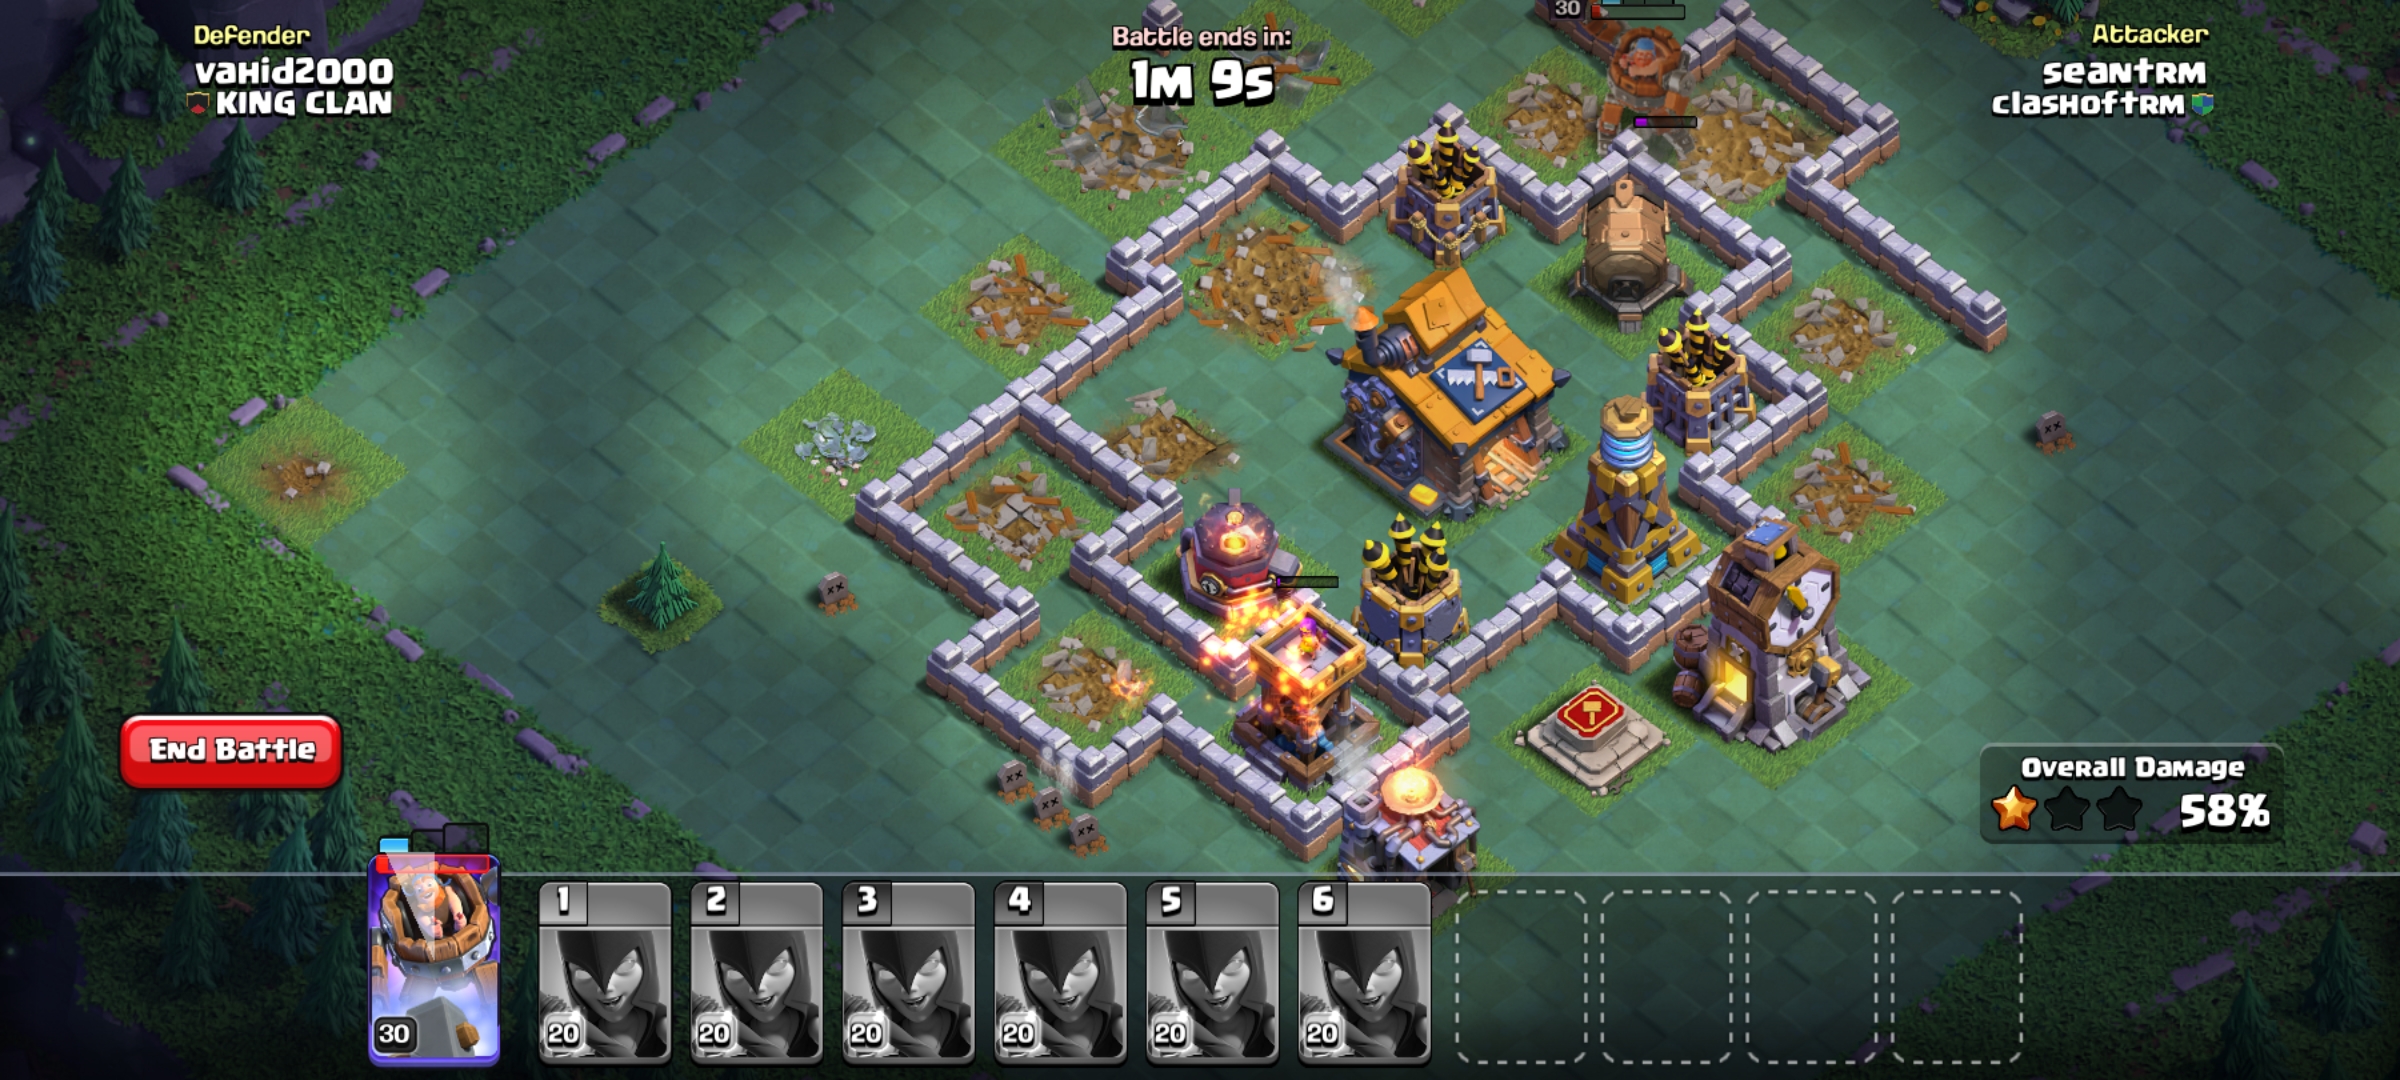 Defender
vahid2000
KING CLAN
Battle ends in:
1M 9s
30
Attacker
seantRM
clashoftRM
End Battle
Overall Damage
58%
30
1
20
2
20
3
20
4
20
5
20
6
20